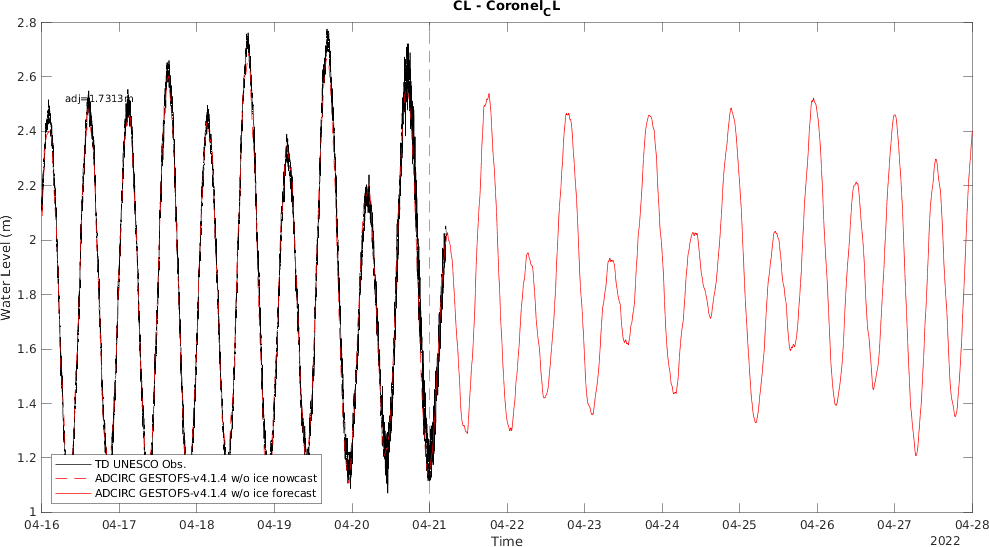 CL - Coronel_CL
2.8
2.6
2.4
2.2
2
1.8
1.6
1.4
1.2
1
Water Level (m)
adj=1.7313m
TD UNESCO Obs.
ADCIRC GESTOFS-v4.1.4 w/o ice nowcast
ADCIRC GESTOFS-v4.1.4 w/o ice forecast
04-16 04-17 04-18 04-19 04-20 04-21 04-22 04-23 04-24 04-25 04-26 04-27 04-28
Time
2022